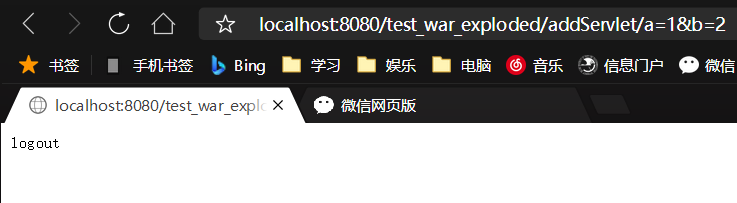 localhost:8080/test_war_exploded/addServlet/a=1&b=2
书签 手机书签 Bing 学习 娱乐 电脑 音乐 信息门户 微信
localhost:8080/test_war_explo 微信网页版
logout